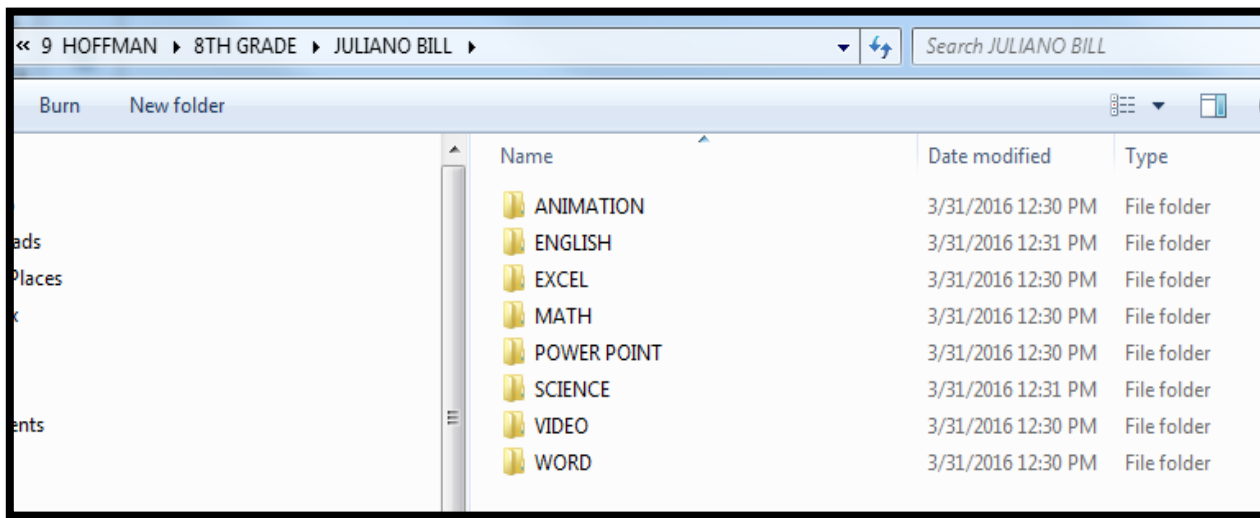 « 9 HOFFMAN ▸ 8TH GRADE ▸ JULIANO BILL ▸ Search JULIANO BILL
Burn New folder
Name Date modified Type
ANIMATION 3/31/2016 12:30 PM File folder
ads ENGLISH 3/31/2016 12:31 PM File folder
Places EXCEL 3/31/2016 12:30 PM File folder
x MATH 3/31/2016 12:30 PM File folder
POWER POINT 3/31/2016 12:30 PM File folder
SCIENCE 3/31/2016 12:31 PM File folder
ents VIDEO 3/31/2016 12:30 PM File folder
WORD 3/31/2016 12:30 PM File folder